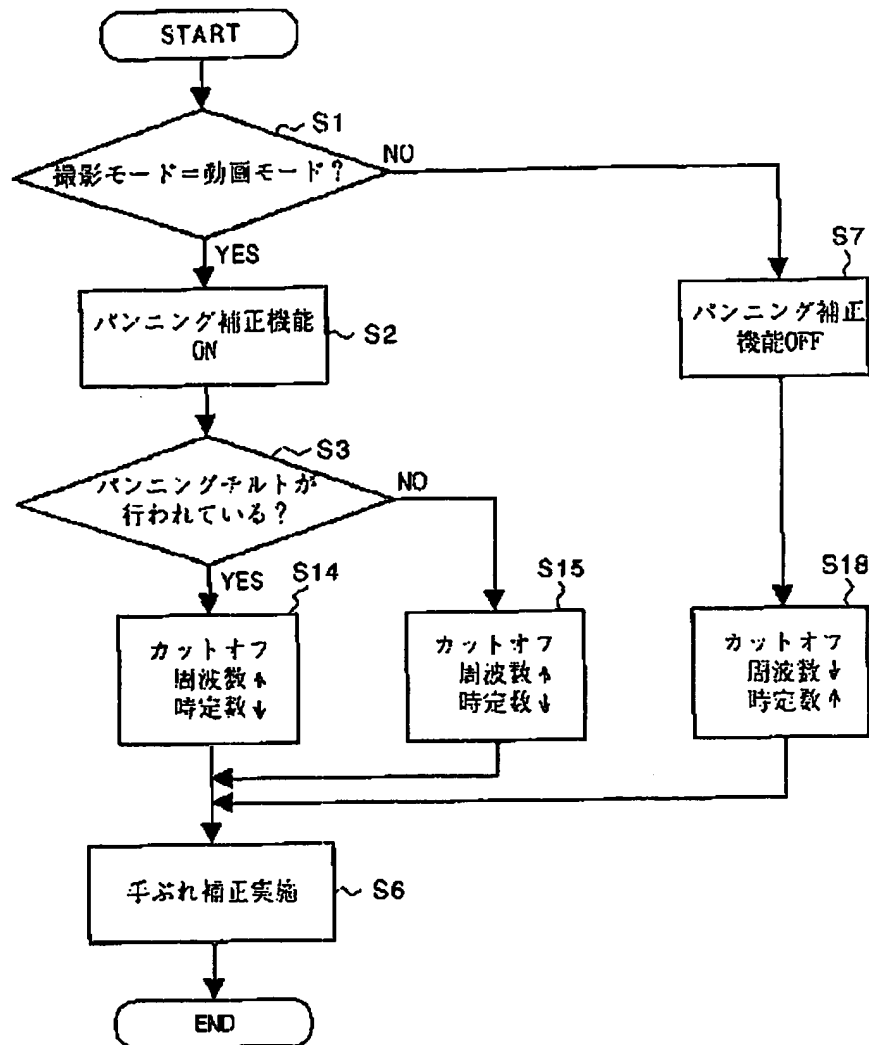 START
S1
撮影モード=動画モード?
NO
YES
S7
パンニング補正機能
ON
S2
パンニング補正
機能OFF
S3
パンニングチルトが
行われている?
NO
YES
S14
カットオフ
周波数↑
時定数↓
S15
カットオフ
周波数↑
時定数↓
S18
カットオフ
周波数↓
時定数↑
手ぶれ補正実施
S6
END